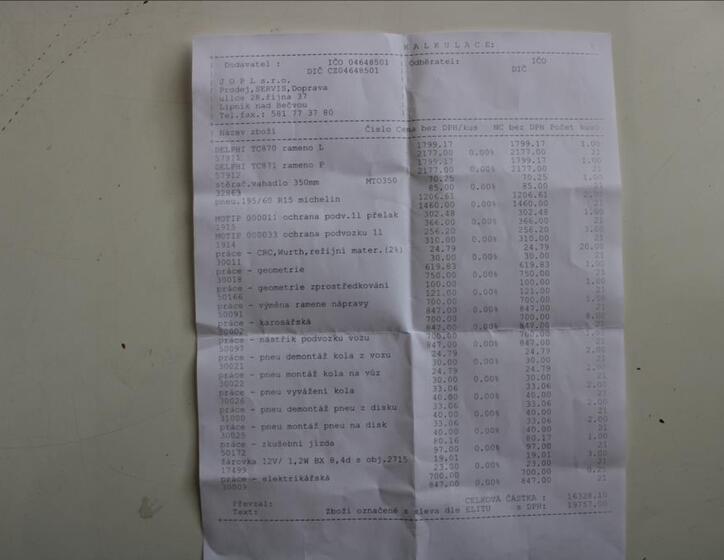 KALKULACE:
Dodavatel : IČO 04648501 Odběratel: IČO
DIČ CZ04648501 DIČ
J O P L s.r.o.
Prodej,SERVIS,Doprava
ulice 28.října 37
Lipník nad Bečvou
Tel.fax.: 581 77 37 80
Název zboží Číslo Cena bez DPH/kus NC bez DPH Počet kusů
DELPHI TC870 rameno L 1799.17 1799.17 1.00
57911 2177.00 0.00% 2177.00 21
DELPHI TC871 rameno P 1799.17 1799.17 1.00
57912 2177.00 0.00% 2177.00 21
stěrač.vahadlo 350mm MTO350 70.25 70.25 1.00
32863 85.00 0.00% 85.00 21
pneu.195/60 R15 michelin 1206.61 1206.61
1460.00 0.00% 1460.00 21
MOTIP 000011 ochrana podv.1l přelak 302.48 302.48 1.00
1915 366.00 0.00% 366.00 21
MOTIP 000033 ochrana podvozku 1l 256.20 256.20 3.00
1914 310.00 0.00% 310.00 21
práce - CRC,Wurth,režijní mater.(2%) 24.79 24.79 20.00
30011 30.00 0.00% 30.00 21
práce - geometrie 619.83 619.83 1.00
30018 750.00 0.00% 750.00 21
práce - geometrie zprostředkování 100.00 100.00 1.00
50166 121.00 0.00% 121.00 21
práce - výměna ramene nápravy 700.00 700.00
50091 847.00 0.00% 847.00 21
práce - karosářská 700.00 700.00
30002 847.00 0.00% 847.00
práce - nástřik podvozku vozu
50097 847.00 0.00% 847.00 21
práce - pneu demontáž kola z vozu 24.79 24.79 2.00
30021 30.00 0.00% 30.00 21
práce - pneu montáž kola na vůz 24.79 24.79 2.00
30022 30.00 0.00% 30.00 21
práce - pneu vyvážení kola 33.06 33.06 2.00
30026 40.00 0.00% 40.00 21
práce - pneu demontáž pneu z disku 33.06 33.06 2.00
31000 40.00 0.00% 40.00 21
práce - pneu montáž pneu na disk 33.06 33.06 2.00
30025 40.00 0.00% 40.00 21
práce - zkušební jízda 80.16 80.17 1.00
50172 97.00 0.00% 97.00 21
žárovka 12V/ 1,2W BX 8,4d s obj.2715 19.01 19.01 3.00
17499 23.00 0.00% 23.00 21
práce - elektrikářská 700.00 700.00
30009 847.00 0.00% 847.00 21
CELKOVÁ ČÁSTKA : 16328.10
Převzal: s DPH: 19757.00
Text: Zboží označené s sleva dle ELITU